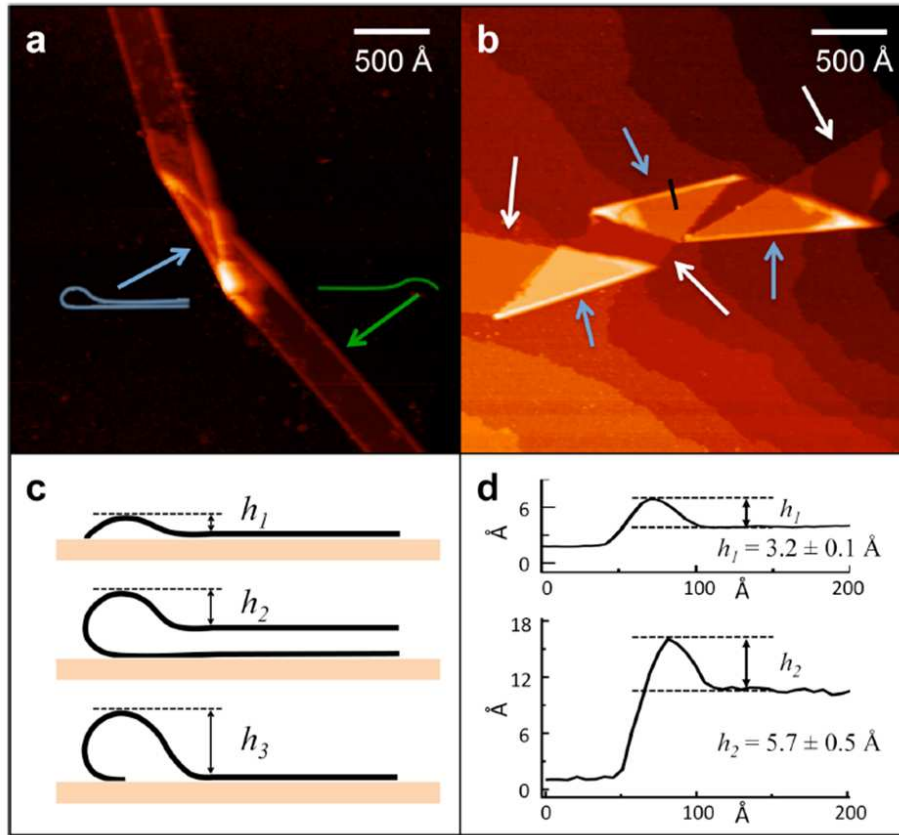 a
500 Å
b
500 Å
c
h₁
h₂
h₃
d
6
Å
0
h₁
h₁ = 3.2 ± 0.1 Å
0
100
200
Å
18
12
Å
6
0
h₂
h₂ = 5.7 ± 0.5 Å
0
100
200
Å